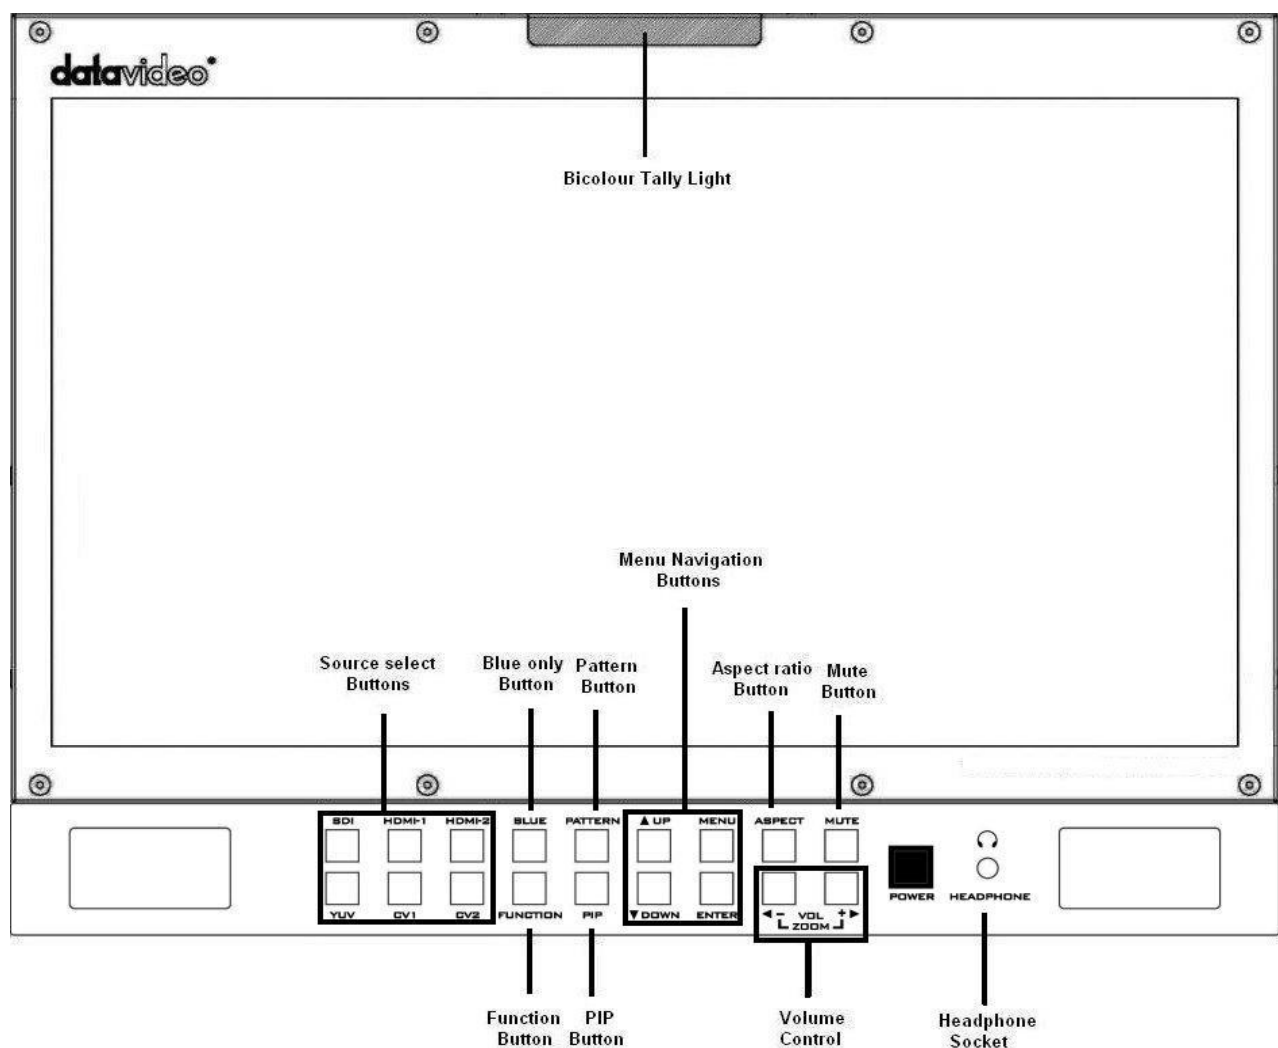 datavideo
Bicolour Tally Light
Menu Navigation
Buttons
Source select
Buttons
Blue only
Button
Pattern
Button
Aspect ratio
Button
Mute
Button
SDI HDMI-1 HDMI-2 BLUE PATTERN ▲ UP MENU ASPECT MUTE
YUV CV1 CV2 FUNCTION PIP ▼ DOWN ENTER ◄ - VOL + ► POWER HEADPHONE
ZOOM
Function
Button
PIP
Button
Volume
Control
Headphone
Socket